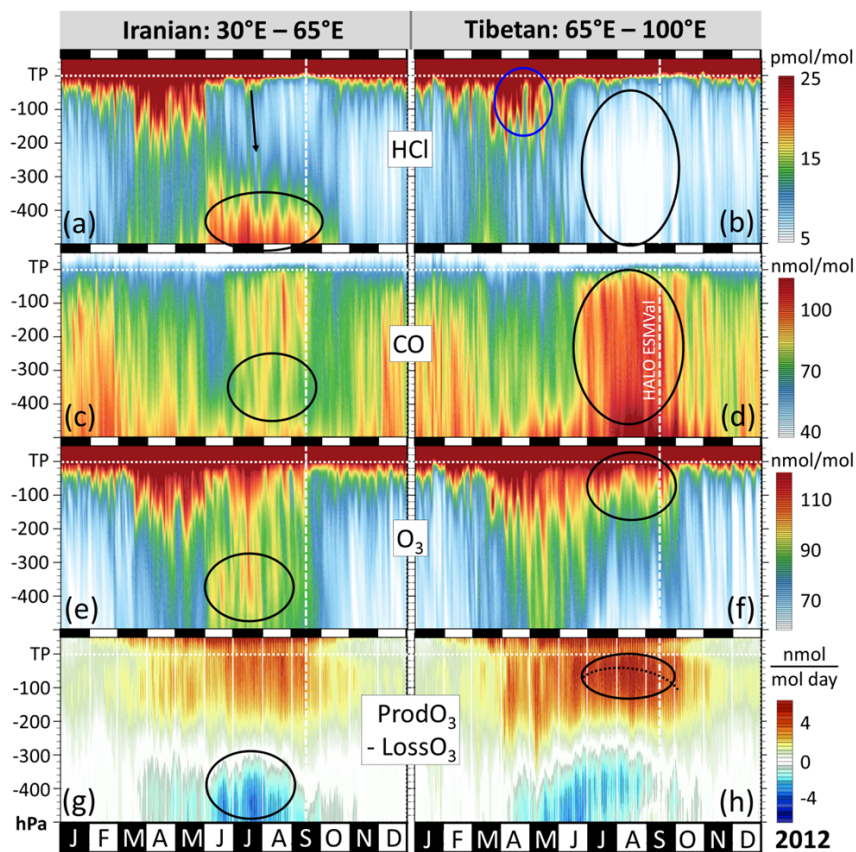 Iranian: 30°E – 65°E
Tibetan: 65°E – 100°E
pmol/mol
TP
-100
-200
-300
-400
(a)
HCl
(b)
25
15
5
TP
-100
-200
-300
-400
(c)
CO
HALO ESMVal
(d)
nmol/mol
100
80
60
40
TP
-100
-200
-300
-400
(e)
O3
(f)
nmol/mol
110
90
70
TP
-100
-200
-300
-400
hPa
(g)
ProdO3
- LossO3
(h)
nmol
mol day
4
2
0
-2
-4
J F M A M J J A S O N D
J F M A M J J A S O N D
2012